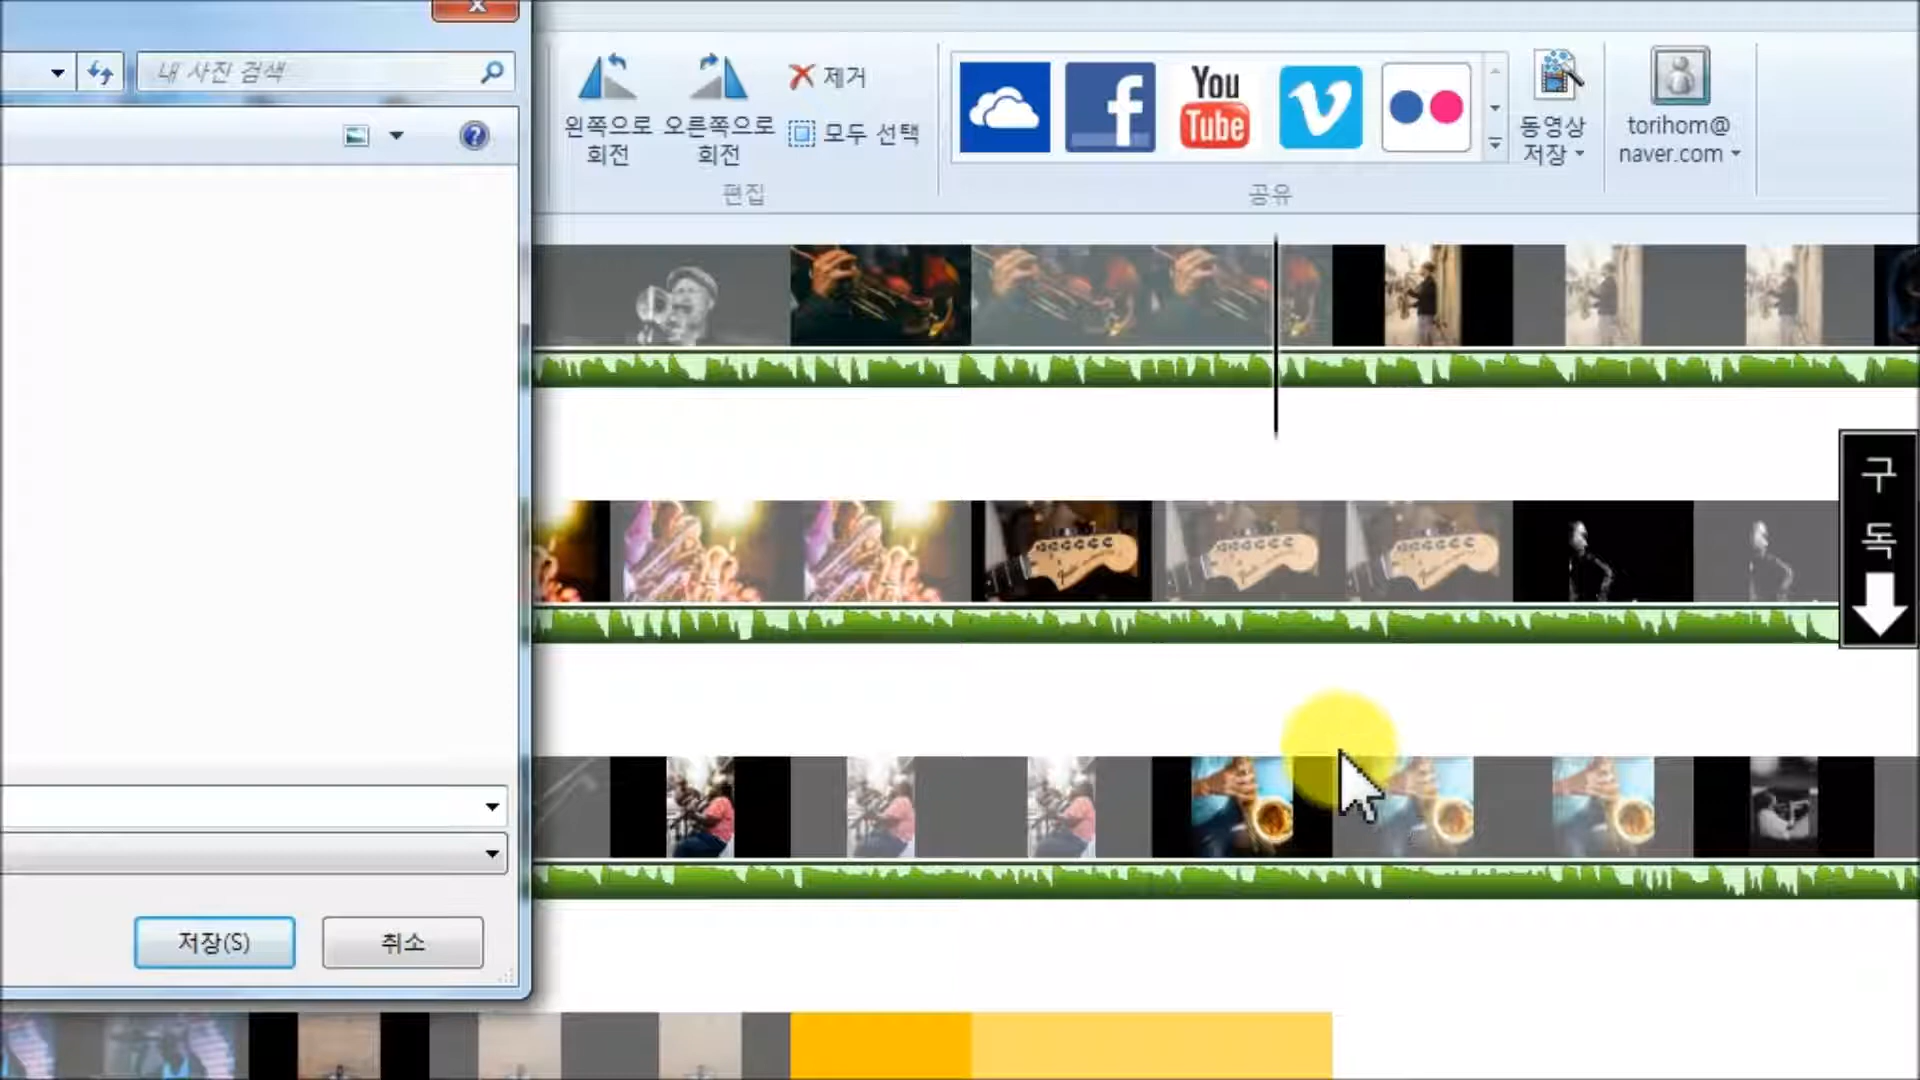 내 사진 검색
왼쪽으로
회전
오른쪽으로
회전
제거
모두 선택
편집
f
You
Tube
공유
동영상
저장
torihom@
naver.com
구
독
저장(S)
취소